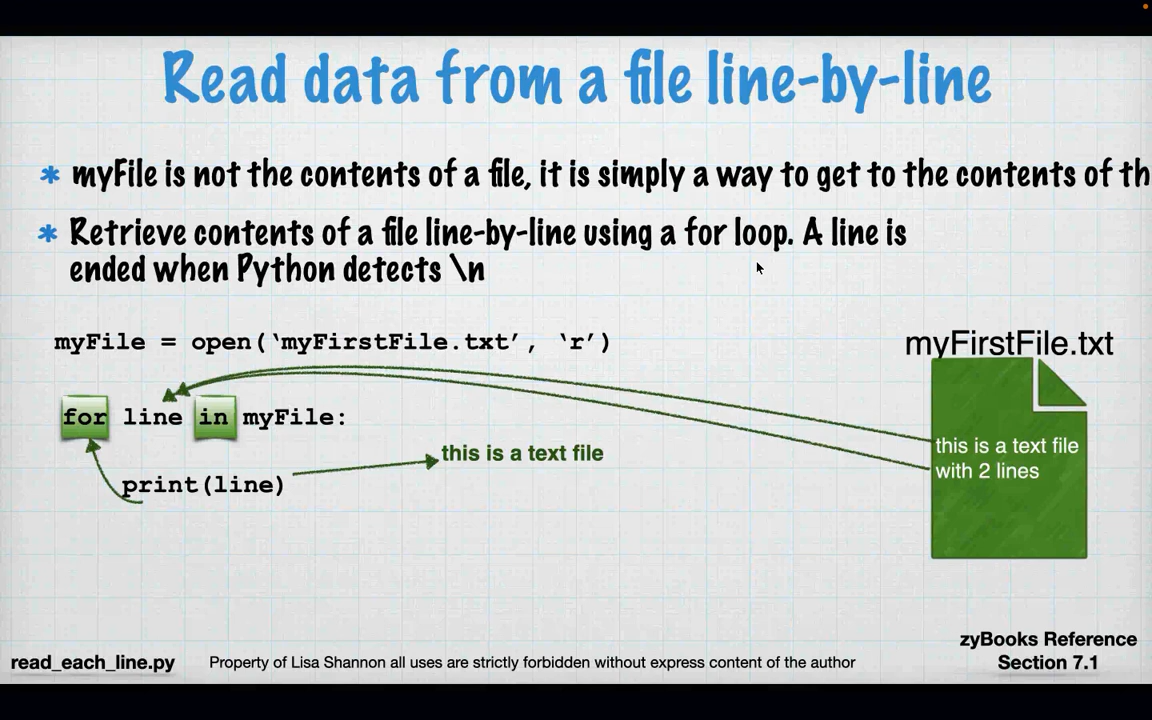 Read data from a file line-by-line
* myFile is not the contents of a file, it is simply a way to get to the contents of th
* Retrieve contents of a file line-by-line using a for loop. A line is
ended when Python detects \n
myFile = open(‘myFirstFile.txt’, ‘r’)
myFirstFile.txt
for line in myFile:
this is a text file
print(line)
this is a text file
with 2 lines
read_each_line.py
Property of Lisa Shannon all uses are strictly forbidden without express content of the author
zyBooks Reference
Section 7.1